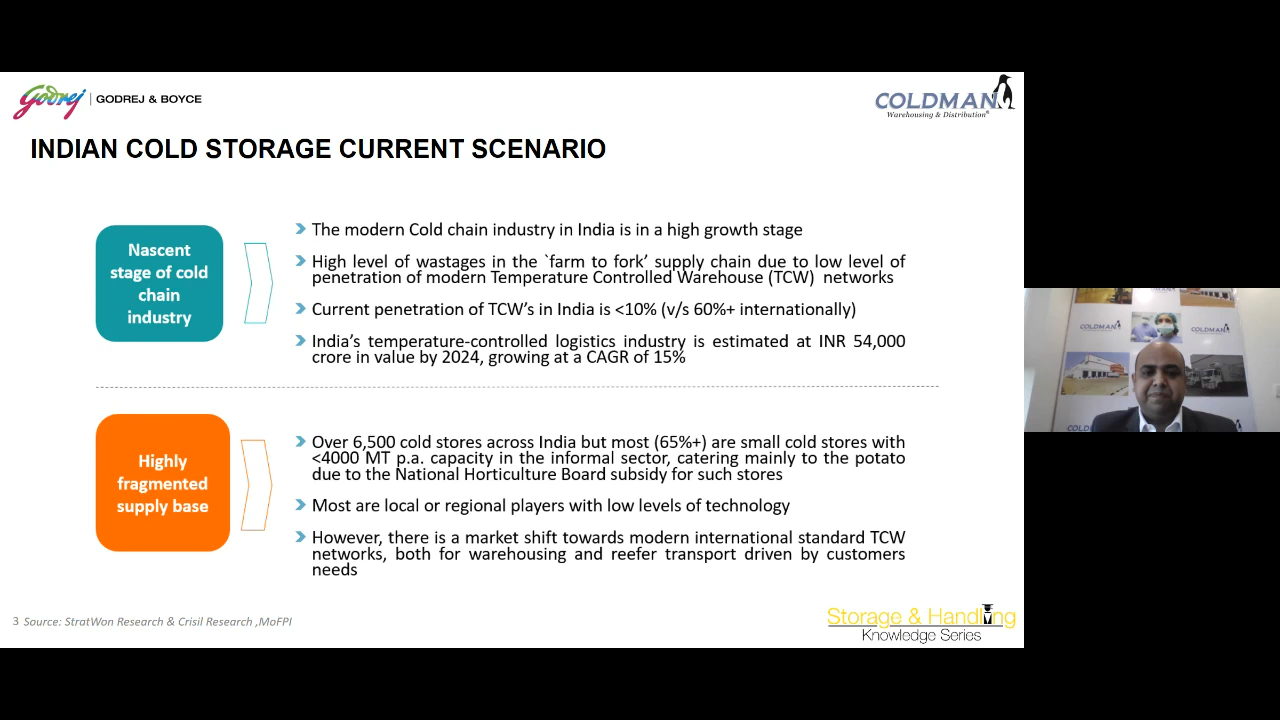 Godrej | GODREJ & BOYCE
COLDMAN
Warehousing & Distribution®
INDIAN COLD STORAGE CURRENT SCENARIO
Nascent
stage of cold
chain
industry
The modern Cold chain industry in India is in a high growth stage
High level of wastages in the `farm to fork’ supply chain due to low level of
penetration of modern Temperature Controlled Warehouse (TCW) networks
Current penetration of TCW’s in India is <10% (v/s 60%+ internationally)
India’s temperature-controlled logistics industry is estimated at INR 54,000
crore in value by 2024, growing at a CAGR of 15%
Highly
fragmented
supply base
Over 6,500 cold stores across India but most (65%+) are small cold stores with
<4000 MT p.a. capacity in the informal sector, catering mainly to the potato
due to the National Horticulture Board subsidy for such stores
Most are local or regional players with low levels of technology
However, there is a market shift towards modern international standard TCW
networks, both for warehousing and reefer transport driven by customers
needs
3 Source: StratWon Research & Crisil Research ,MoFPI
Storage & Handling
Knowledge Series
COLDMAN
COLDMAN
COLD